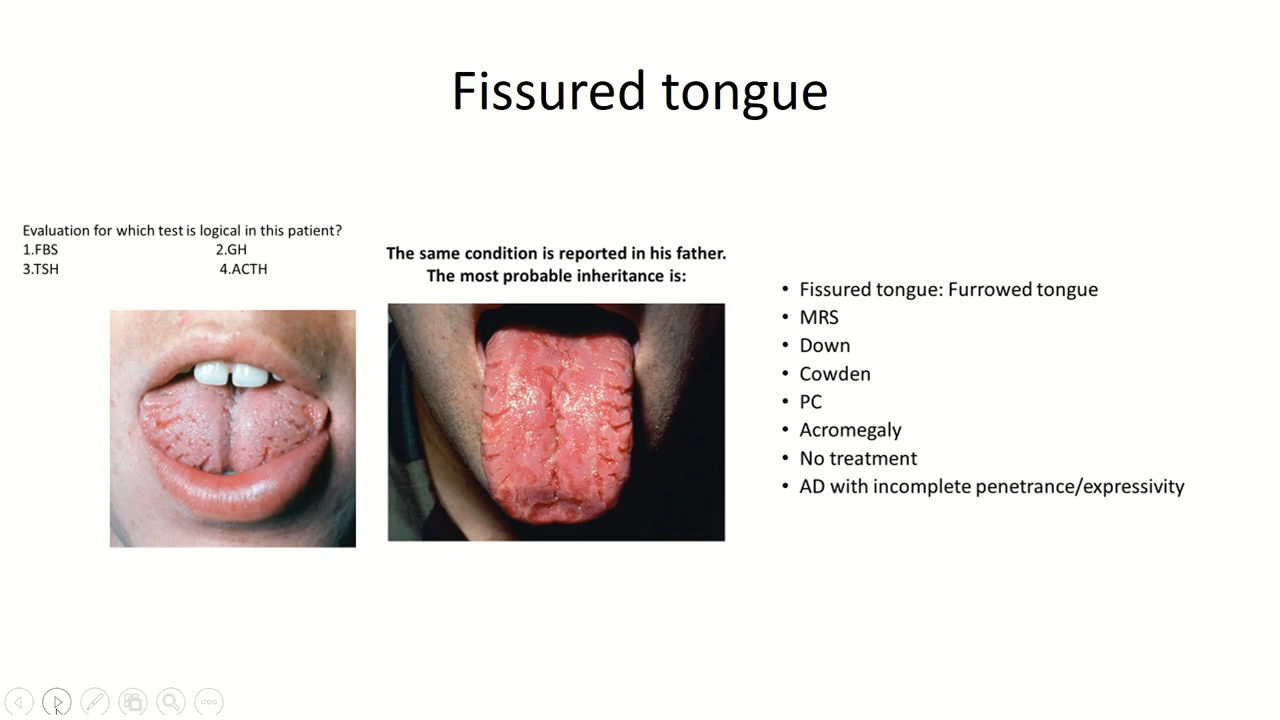 Fissured tongue
Evaluation for which test is logical in this patient?
1.FBS 2.GH
3.TSH 4.ACTH
The same condition is reported in his father.
The most probable inheritance is:
• Fissured tongue: Furrowed tongue
• MRS
• Down
• Cowden
• PC
• Acromegaly
• No treatment
• AD with incomplete penetrance/expressivity